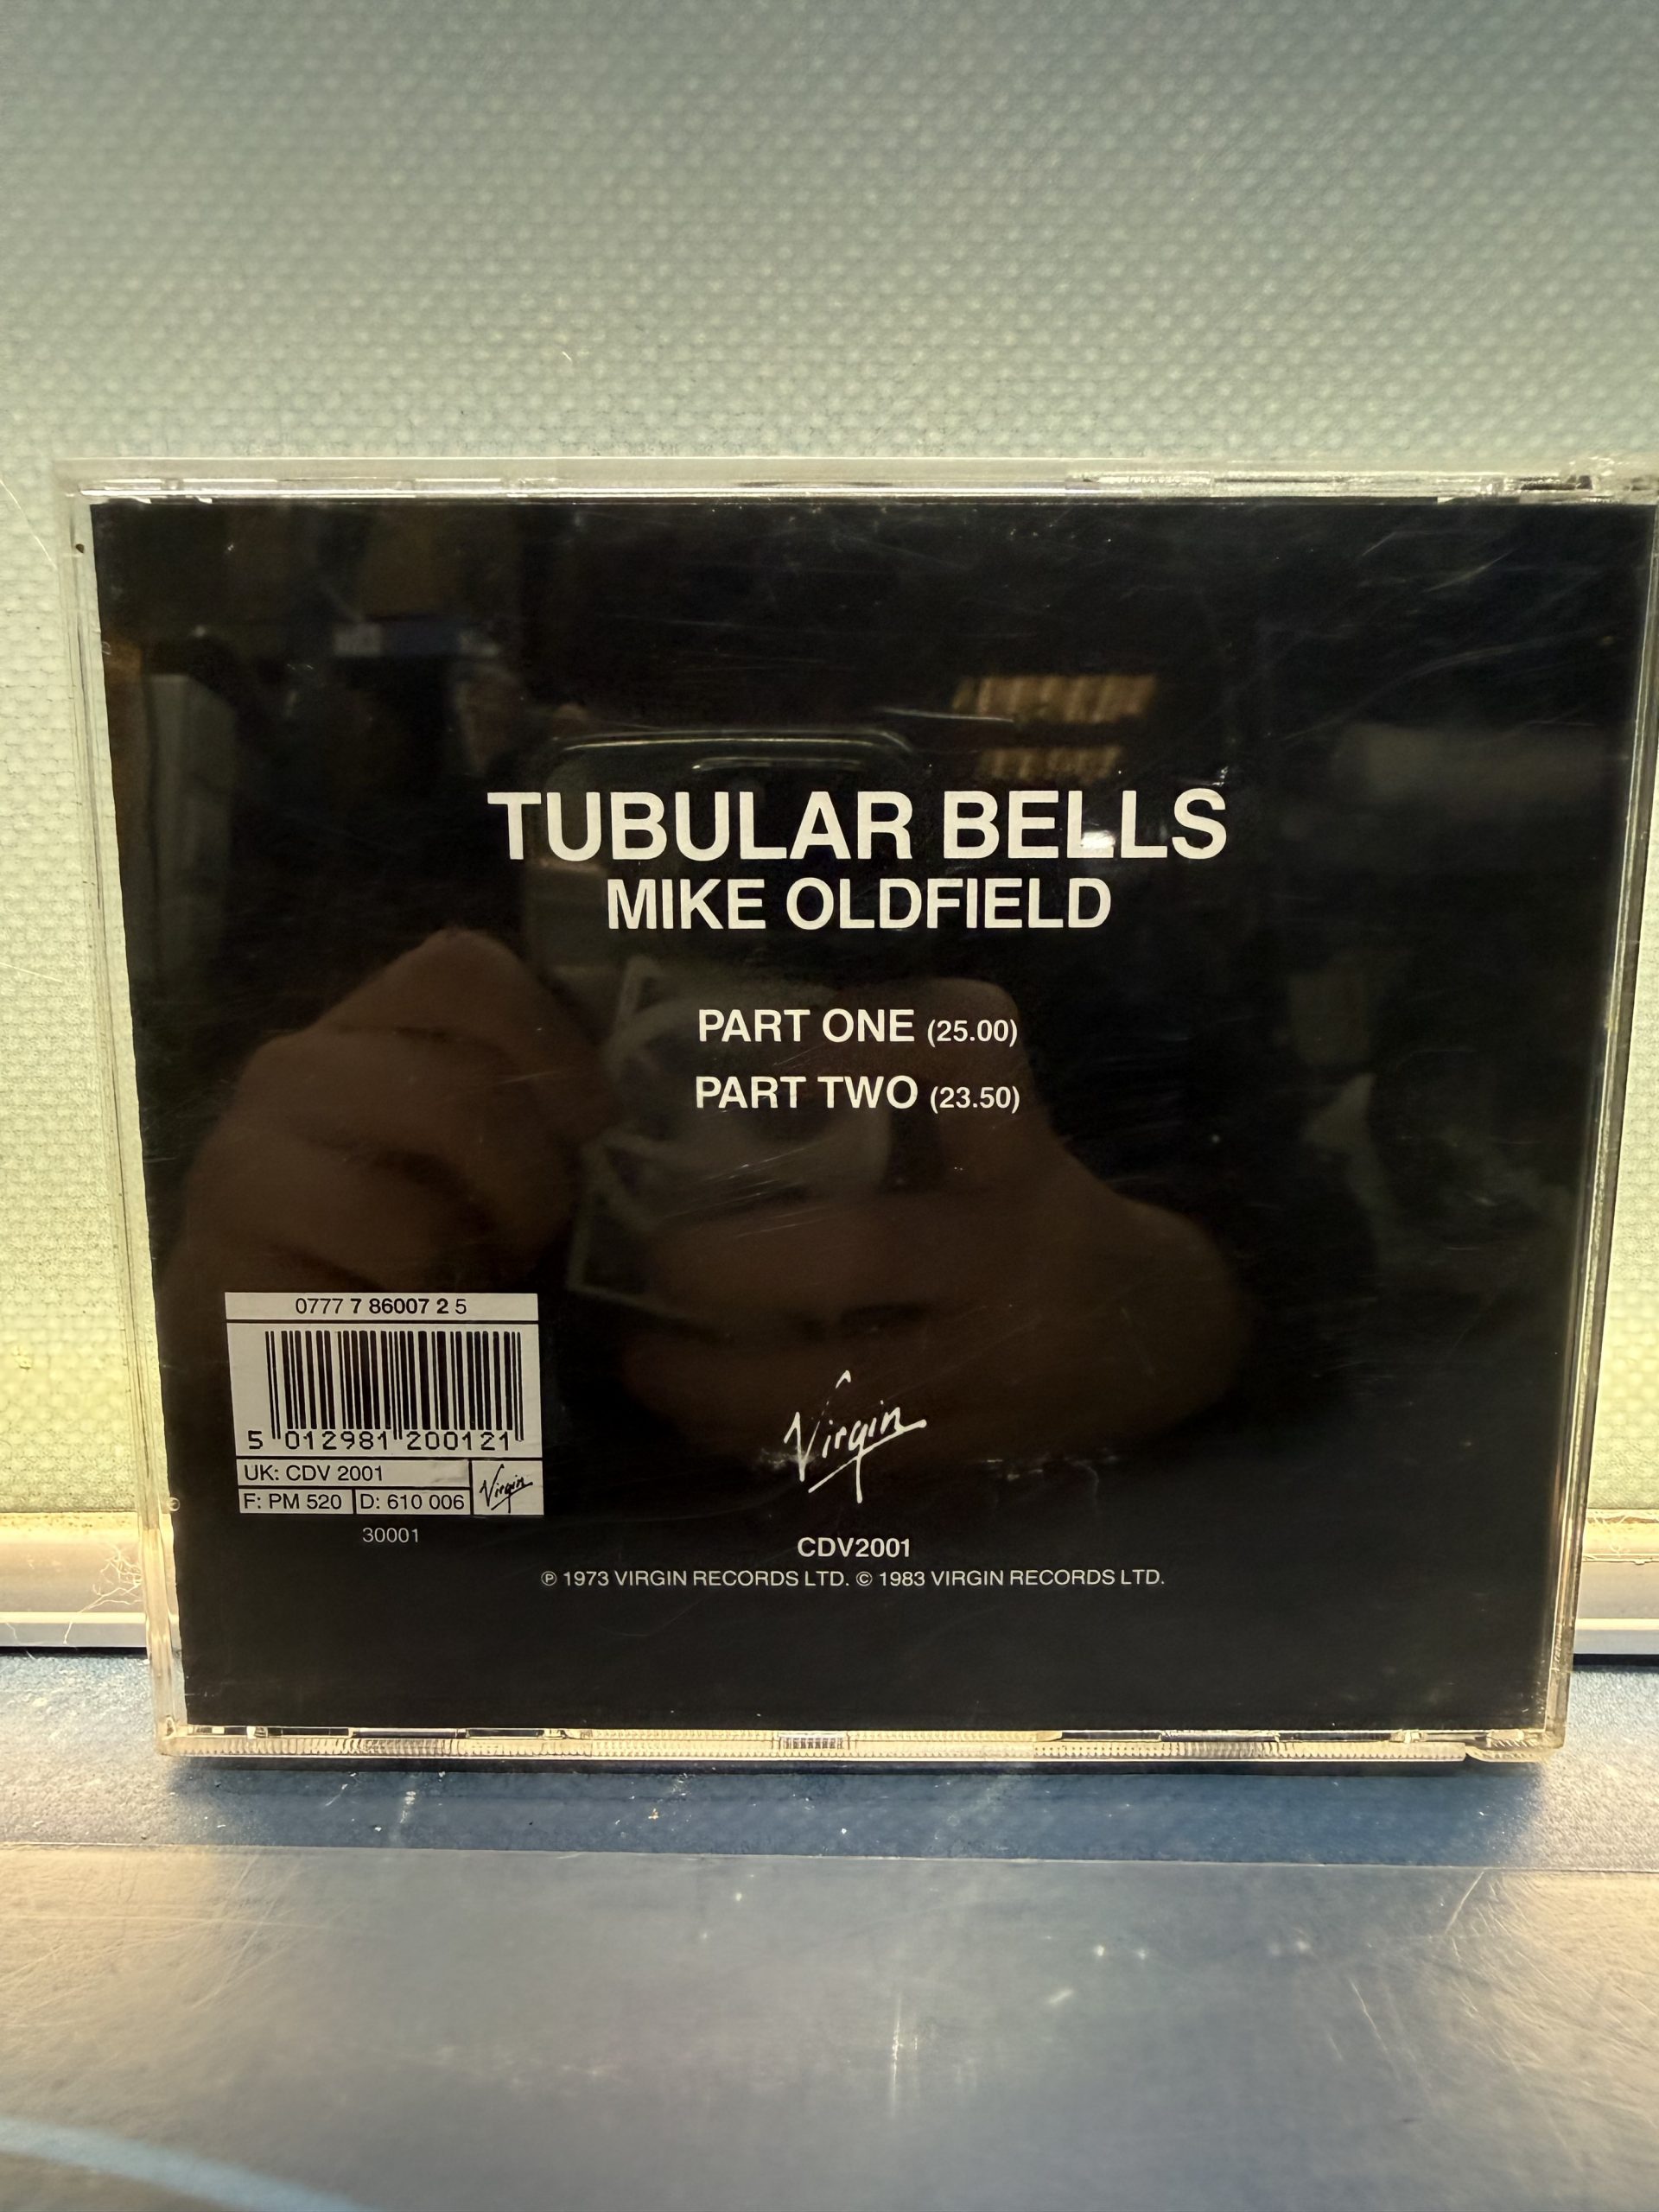 TUBULAR BELLS
MIKE OLDFIELD
PART ONE (25.00)
PART TWO (23.50)
0777 7 86007 2 5
5 012981 200121
UK: CDV 2001
F: PM 520 D: 610 006
Virgin
30001
Virgin
CDV2001
℗ 1973 VIRGIN RECORDS LTD. © 1983 VIRGIN RECORDS LTD.